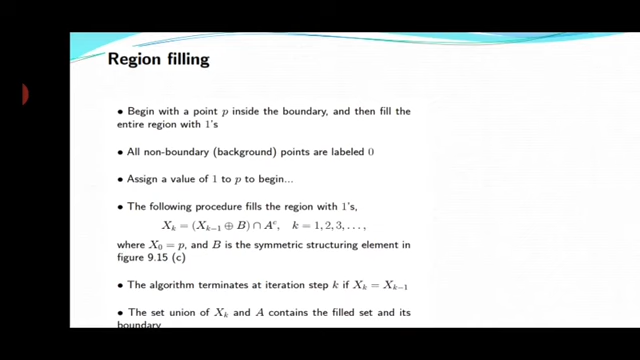 Region filling
• Begin with a point p inside the boundary, and then fill the
entire region with 1's
• All non-boundary (background) points are labeled 0
• Assign a value of 1 to p to begin...
• The following procedure fills the region with 1's,
X_k = (X_{k−1} ⊕ B) ∩ A^c, k = 1, 2, 3, . . . ,
where X_0 = p, and B is the symmetric structuring element in
figure 9.15 (c)
• The algorithm terminates at iteration step k if X_k = X_{k−1}
• The set union of X_k and A contains the filled set and its
boundary